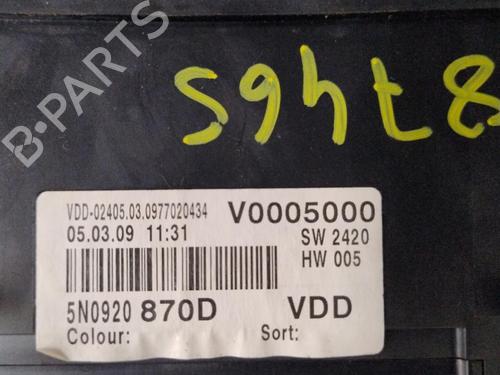 87465
B-PARTS
VDD-02405.03.0977020434 V0005000
05.03.09 11:31 SW 2420
HW 005
5N0920 870D VDD
Colour: Sort: